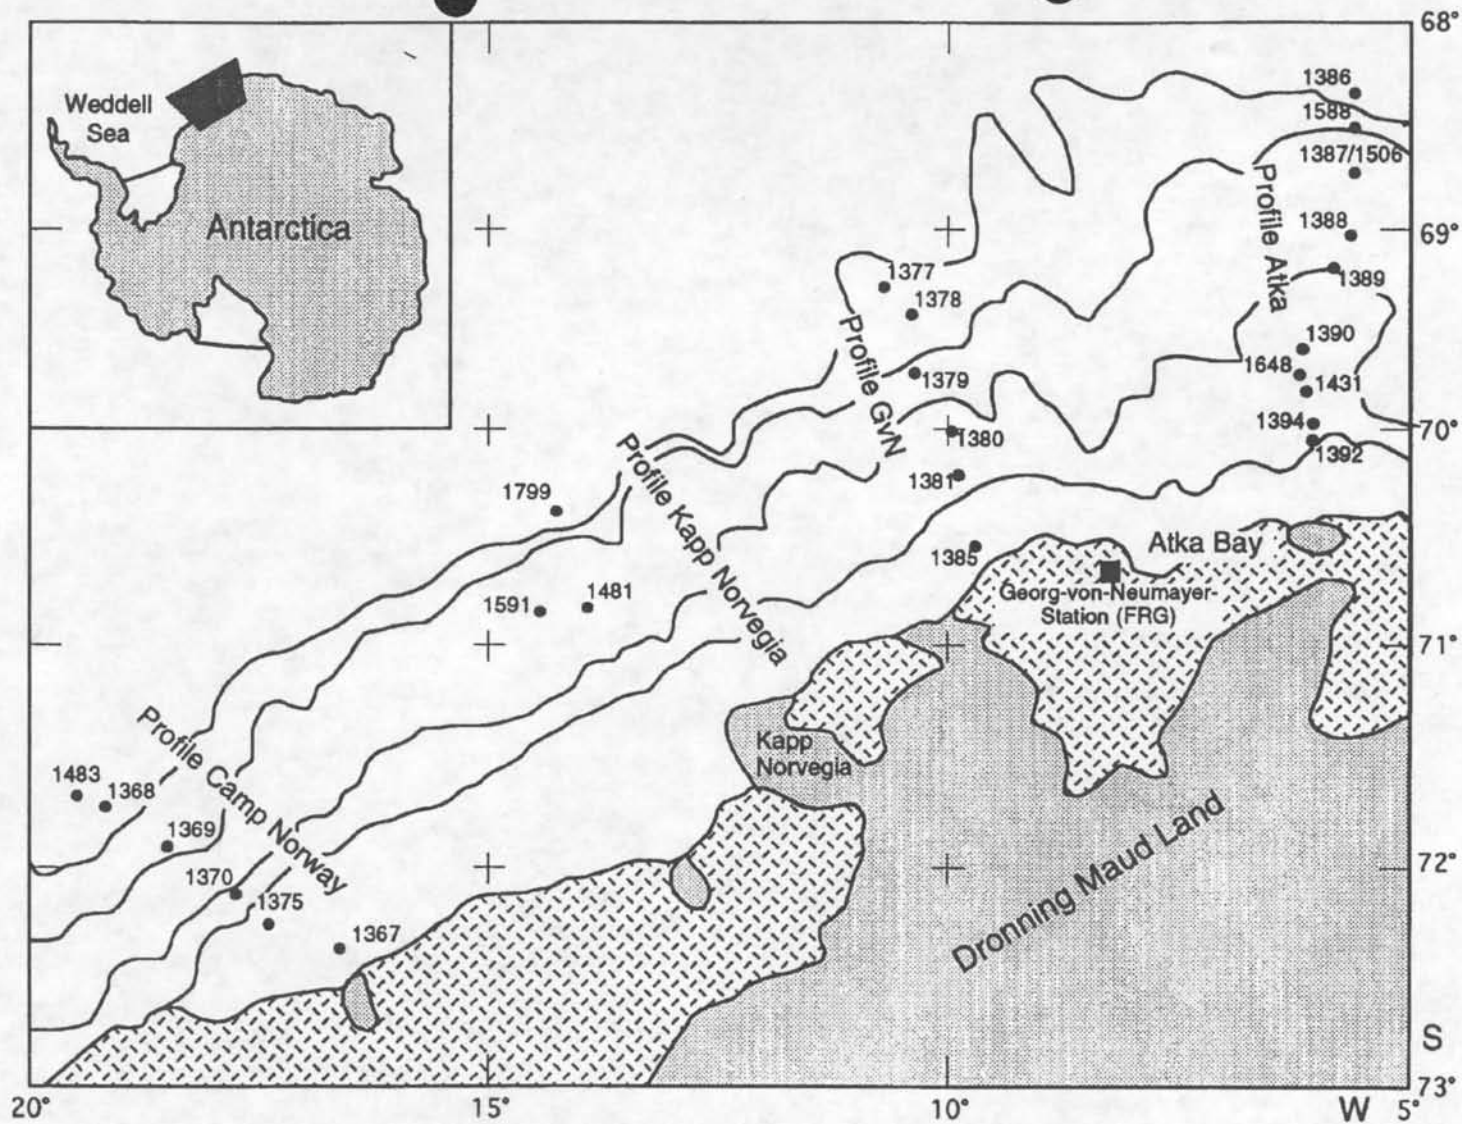 68°
Weddell
Sea
Antarctica
1386
1588
1387/1506
1388
Profile Atka
69°
1389
1377
1378
Profile GvN
1390
1648
1431
1379
1394
70°
1392
1380
1381
Profile Kapp Norvegia
1799
1385
Atka Bay
Georg-von-Neumayer-
Station (FRG)
1591
1481
71°
Profile Camp Norway
Kapp
Norvegia
1483
1368
1369
1370
1375
1367
72°
Dronning Maud Land
S
73°
20°
15°
10°
W
5°